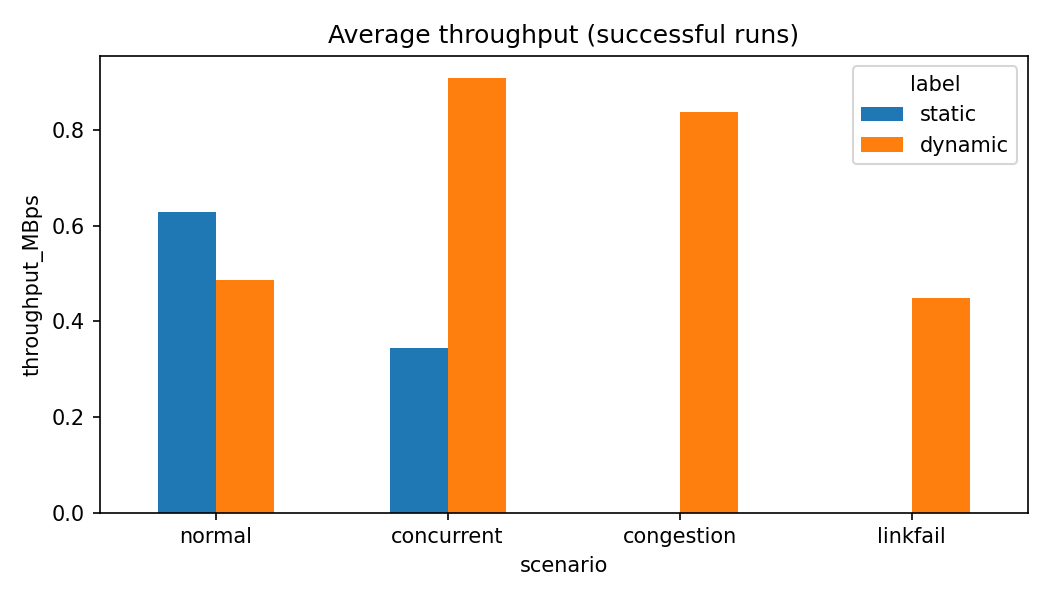 Average throughput (successful runs)
label
static
dynamic
throughput_MBps
0.8
0.6
0.4
0.2
0.0
normal
concurrent
congestion
linkfail
scenario